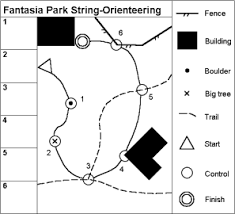 Fantasia Park String-Orienteering
1
2
3
4
5
6
6
5
1
2
3
4
Fence
Building
Boulder
Big tree
Trail
Start
Control
Finish